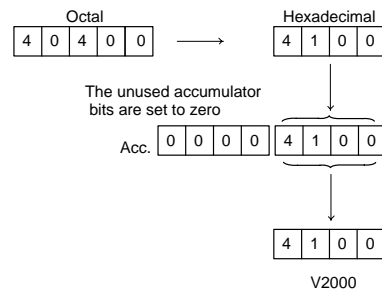 Octal
Hexadecimal
4 0 4 0 0
4 1 0 0
The unused accumulator
bits are set to zero
Acc.
0 0 0 0
4 1 0 0
4 1 0 0
V2000